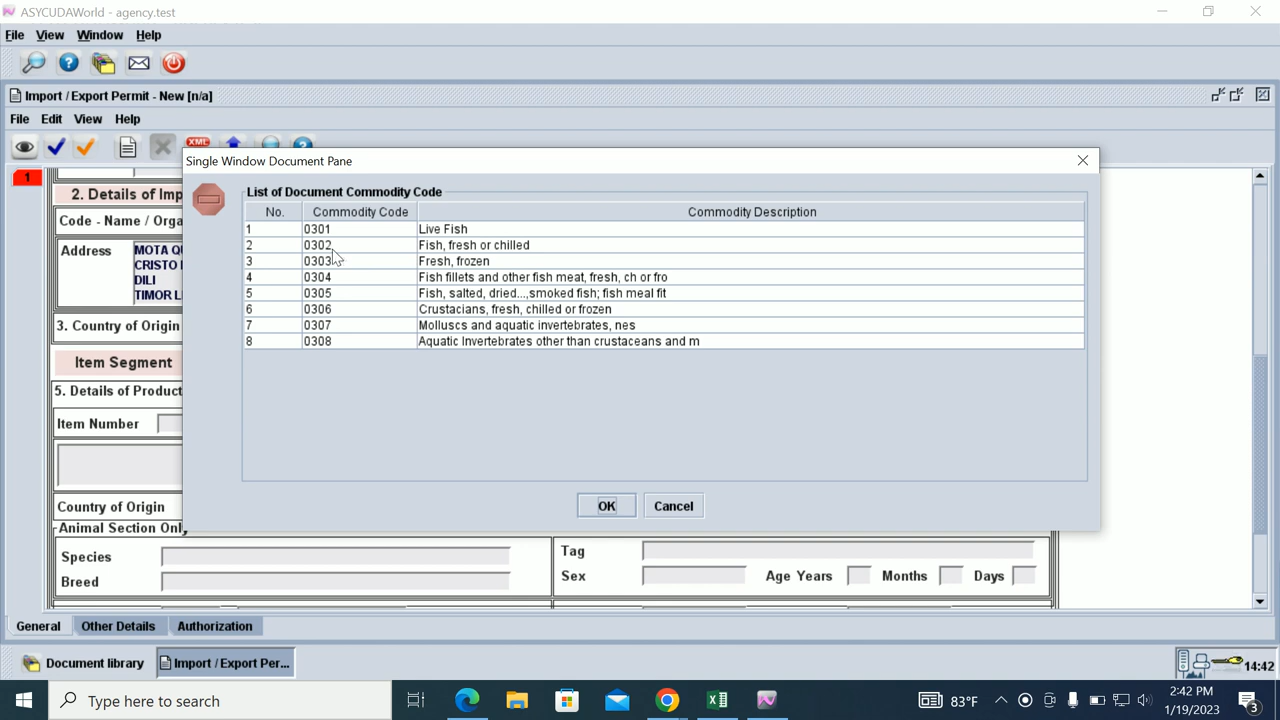 ASYCUDAWorld - agency.test
File View Window Help
Import / Export Permit - New [n/a]
File Edit View Help
XML
Single Window Document Pane
List of Document Commodity Code
No. Commodity Code Commodity Description
1 0301 Live Fish
2 0302 Fish, fresh or chilled
3 0303 Fresh, frozen
4 0304 Fish fillets and other fish meat, fresh, ch or fro
5 0305 Fish, salted, dried...,smoked fish; fish meal fit
6 0306 Crustacians, fresh, chilled or frozen
7 0307 Molluscs and aquatic invertebrates, nes
8 0308 Aquatic Invertebrates other than crustaceans and m
OK Cancel
1
2. Details of Imp
Code - Name / Orga
Address MOTA QU
CRISTO
DILI
TIMOR L
3. Country of Origin
Item Segment
5. Details of Product
Item Number
Country of Origin
Animal Section Only
Species Tag
Breed Sex Age Years Months Days
General Other Details Authorization
Document library Import / Export Per... 14:42
Type here to search 83°F 2:42 PM
1/19/2023 3